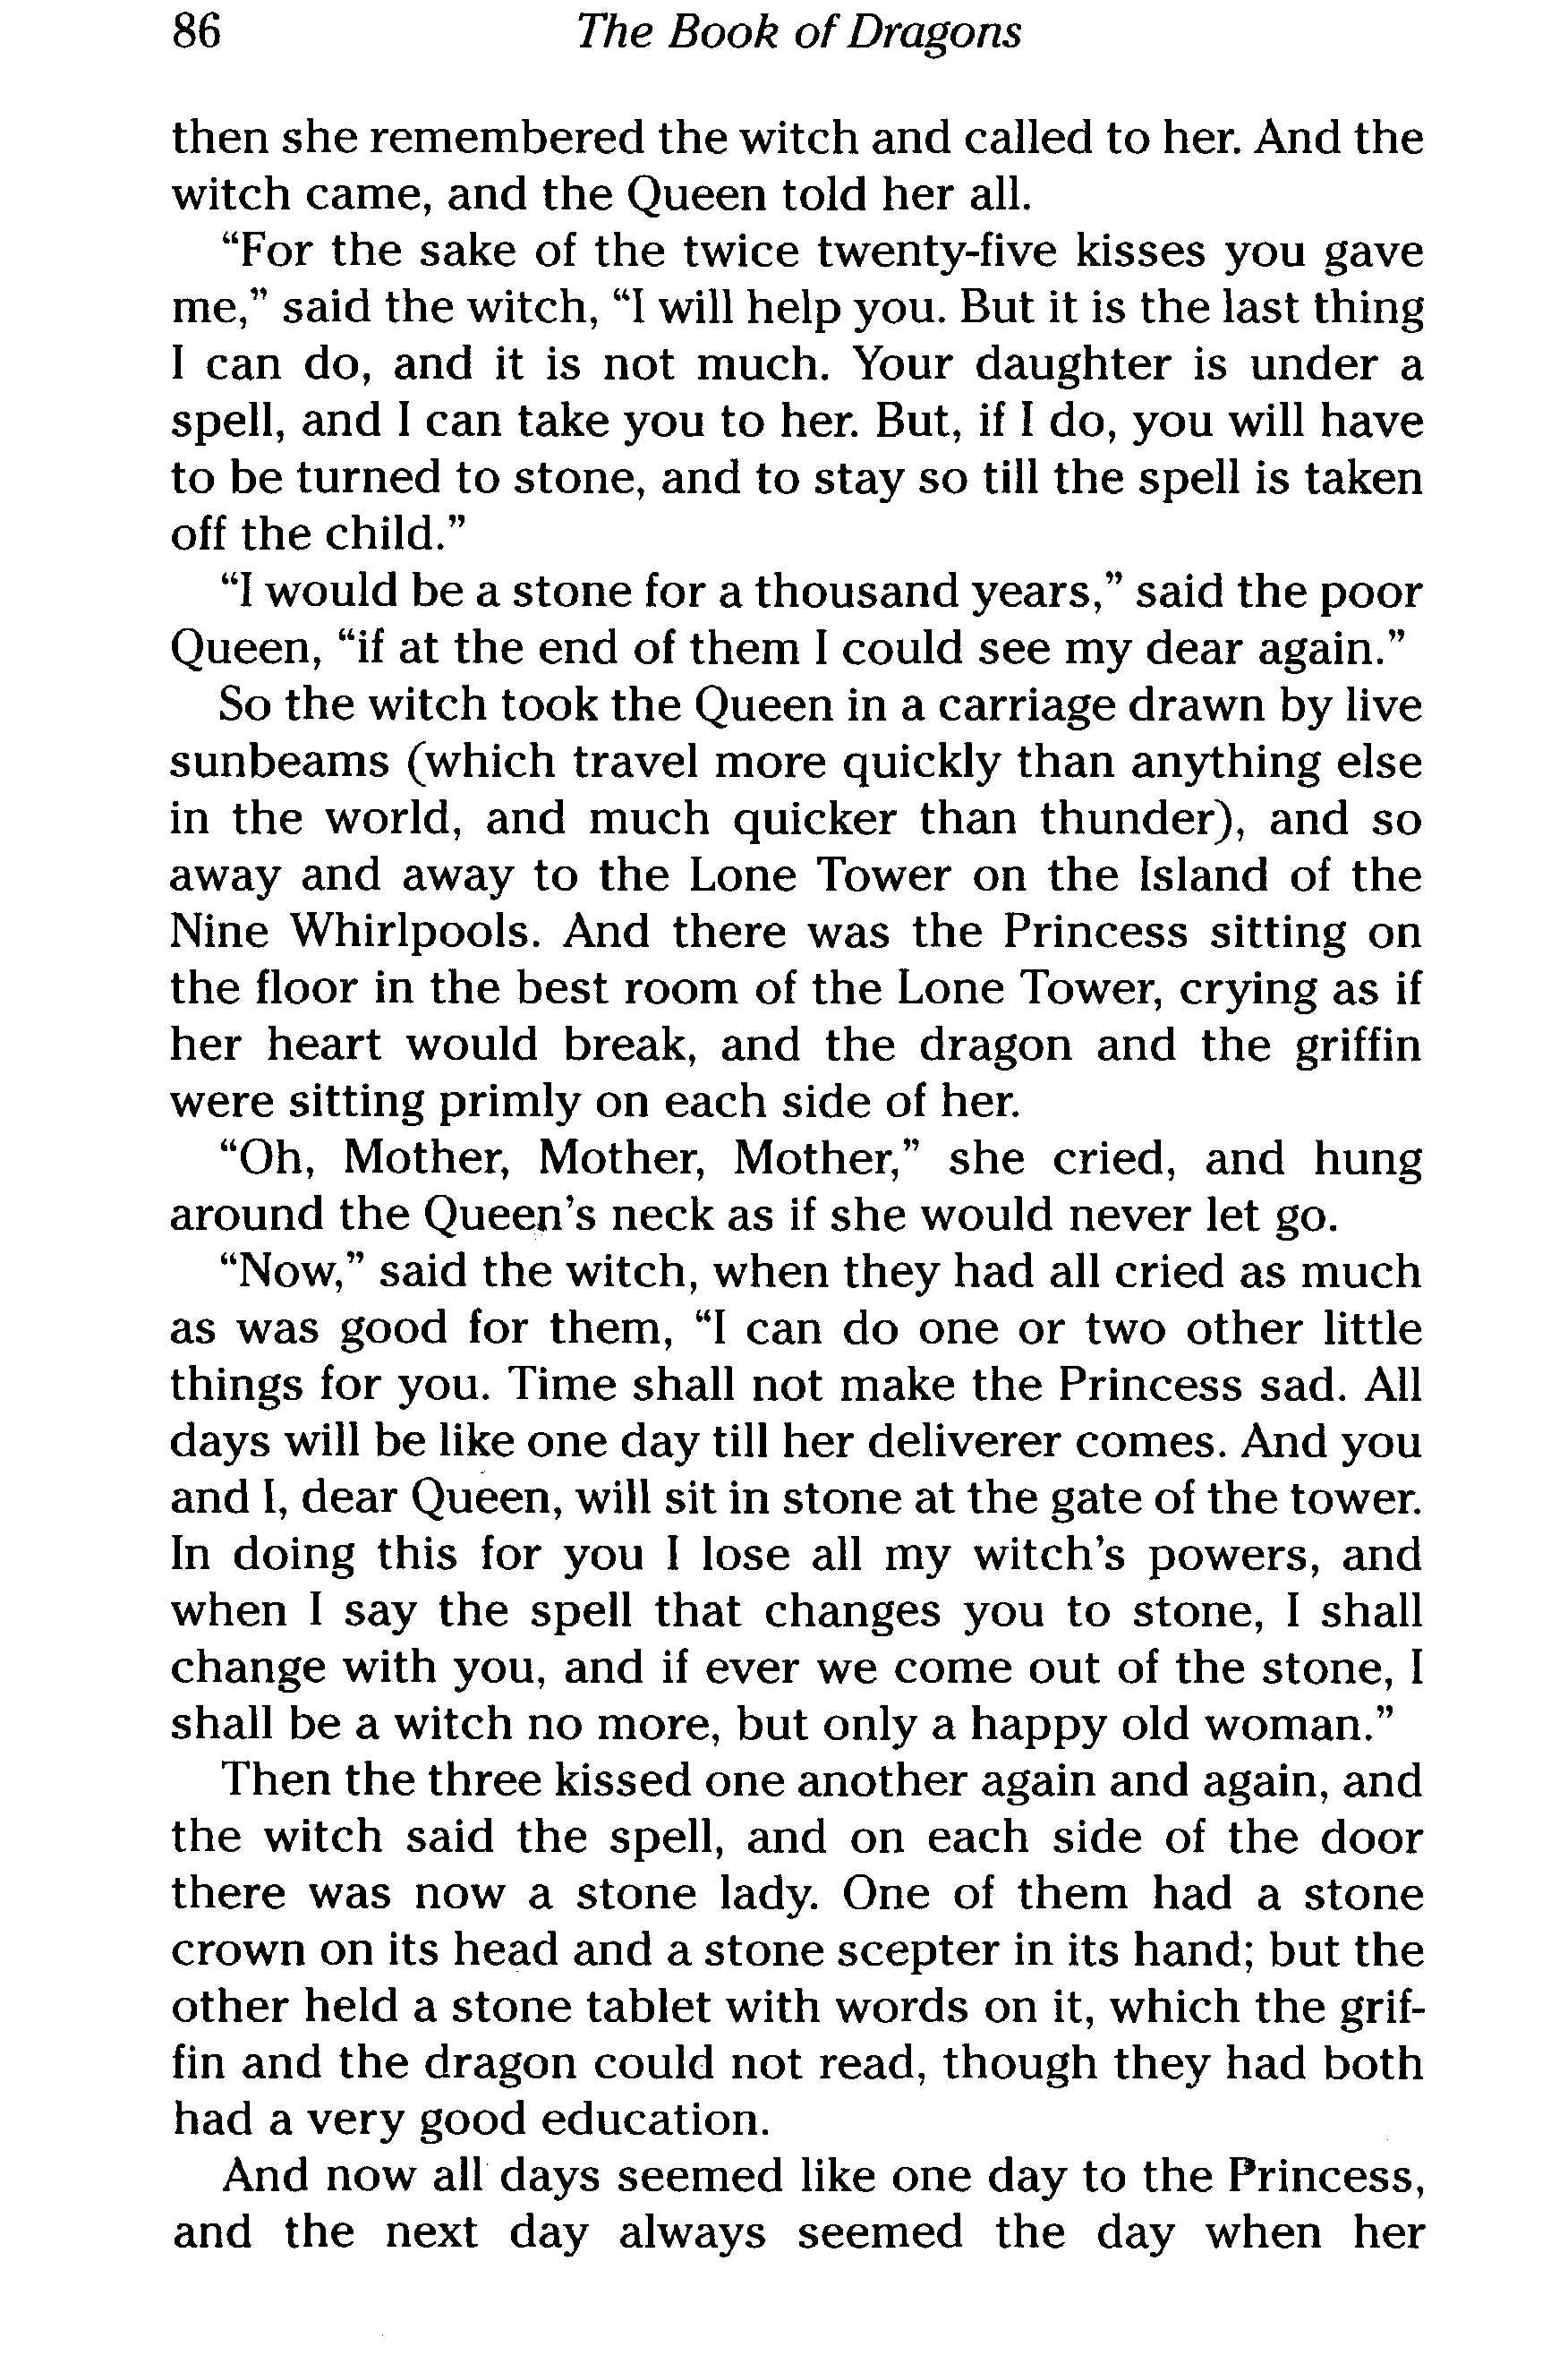 86 The Book of Dragons
then she remembered the witch and called to her. And the
witch came, and the Queen told her all.
“For the sake of the twice twenty-five kisses you gave
me,” said the witch, “I will help you. But it is the last thing
I can do, and it is not much. Your daughter is under a
spell, and I can take you to her. But, if I do, you will have
to be turned to stone, and to stay so till the spell is taken
off the child.”
“I would be a stone for a thousand years,” said the poor
Queen, “if at the end of them I could see my dear again.”
So the witch took the Queen in a carriage drawn by live
sunbeams (which travel more quickly than anything else
in the world, and much quicker than thunder), and so
away and away to the Lone Tower on the Island of the
Nine Whirlpools. And there was the Princess sitting on
the floor in the best room of the Lone Tower, crying as if
her heart would break, and the dragon and the griffin
were sitting primly on each side of her.
“Oh, Mother, Mother, Mother,” she cried, and hung
around the Queen’s neck as if she would never let go.
“Now,” said the witch, when they had all cried as much
as was good for them, “I can do one or two other little
things for you. Time shall not make the Princess sad. All
days will be like one day till her deliverer comes. And you
and I, dear Queen, will sit in stone at the gate of the tower.
In doing this for you I lose all my witch’s powers, and
when I say the spell that changes you to stone, I shall
change with you, and if ever we come out of the stone, I
shall be a witch no more, but only a happy old woman.”
Then the three kissed one another again and again, and
the witch said the spell, and on each side of the door
there was now a stone lady. One of them had a stone
crown on its head and a stone scepter in its hand; but the
other held a stone tablet with words on it, which the grif-
fin and the dragon could not read, though they had both
had a very good education.
And now all days seemed like one day to the Princess,
and the next day always seemed the day when her